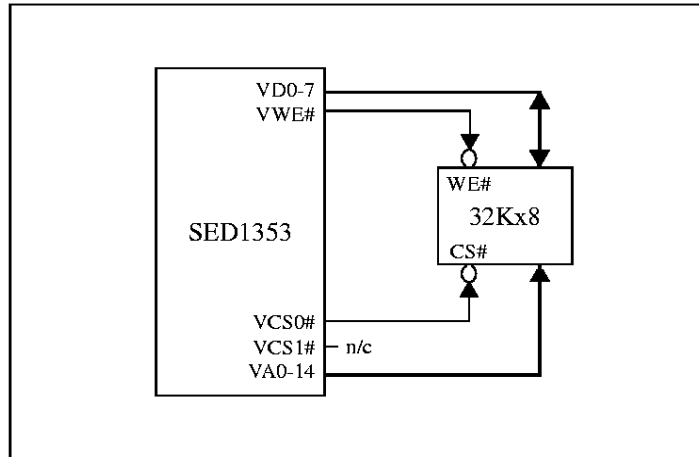 VD0-7
VWE#
WE#
32Kx8
SED1353
CS#
VCS0#
VCS1# n/c
VA0-14